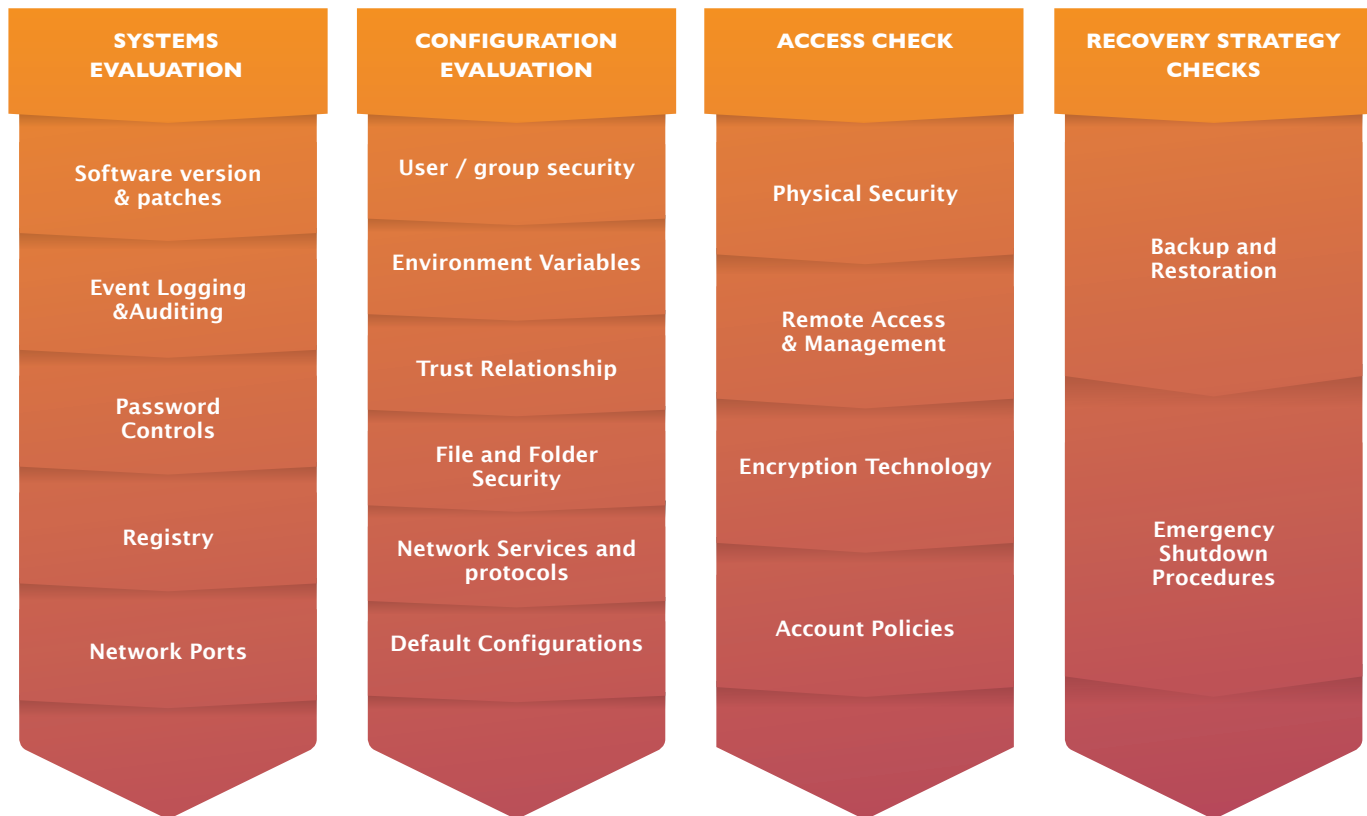 SYSTEMS
EVALUATION
Software version
& patches
Event Logging
&Auditing
Password
Controls
Registry
Network Ports
CONFIGURATION
EVALUATION
User / group security
Environment Variables
Trust Relationship
File and Folder
Security
Network Services and
protocols
Default Configurations
ACCESS CHECK
Physical Security
Remote Access
& Management
Encryption Technology
Account Policies
RECOVERY STRATEGY
CHECKS
Backup and
Restoration
Emergency
Shutdown
Procedures